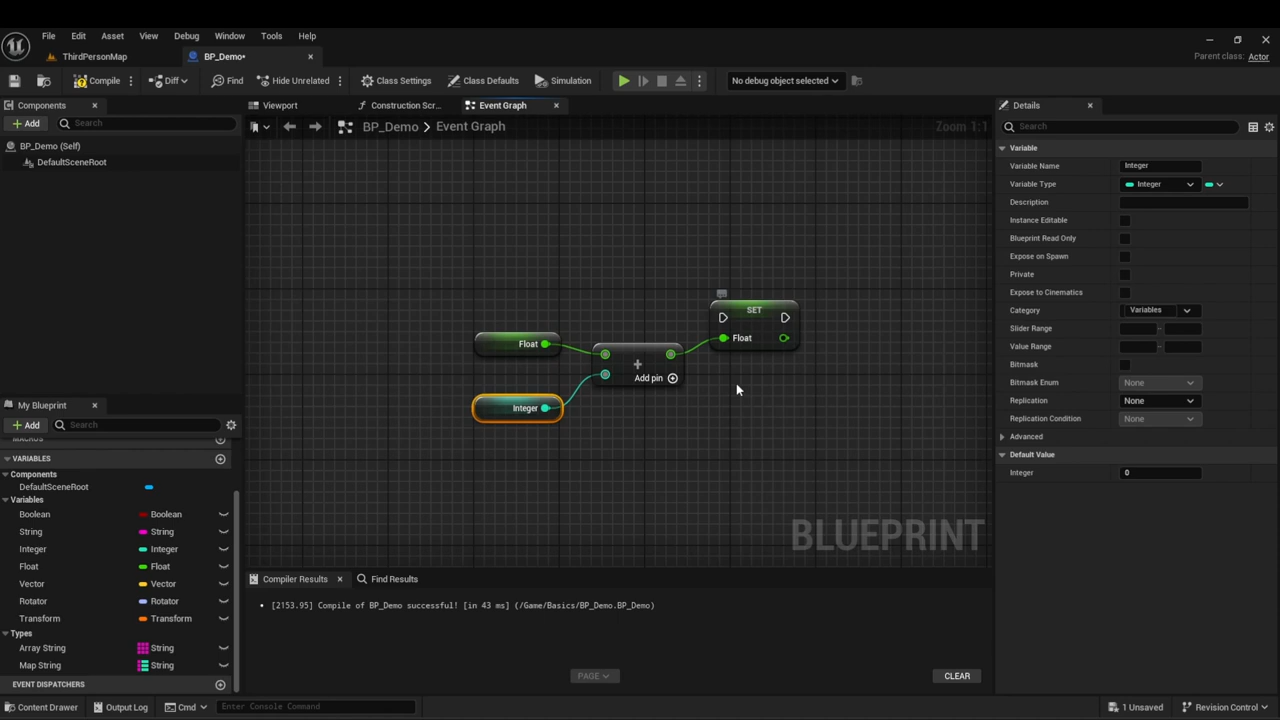 File Edit Asset View Debug Window Tools Help
ThirdPersonMap BP_Demo•
Parent class: Actor
Compile Diff Find Hide Unrelated Class Settings Class Defaults Simulation No debug object selected
Components
Add Search
BP_Demo (Self)
DefaultSceneRoot
Viewport Construction Scr... Event Graph
BP_Demo > Event Graph Zoom 1:1
Float
Integer
Add pin
SET
Float
BLUEPRINT
Details
Search
Variable
Variable Name Integer
Variable Type Integer
Description
Instance Editable
Blueprint Read Only
Expose on Spawn
Private
Expose to Cinematics
Category Variables
Slider Range
Value Range
Bitmask
Bitmask Enum None
Replication None
Replication Condition None
Advanced
Default Value
Integer 0
My Blueprint
Add Search
MACROS
VARIABLES
Components
DefaultSceneRoot
Variables
Boolean Boolean
String String
Integer Integer
Float Float
Vector Vector
Rotator Rotator
Transform Transform
Types
Array String String
Map String String
EVENT DISPATCHERS
Compiler Results Find Results
• [2153.95] Compile of BP_Demo successful! [in 43 ms] (/Game/Basics/BP_Demo.BP_Demo)
PAGE CLEAR
Content Drawer Output Log Cmd Enter Console Command 1 Unsaved Revision Control